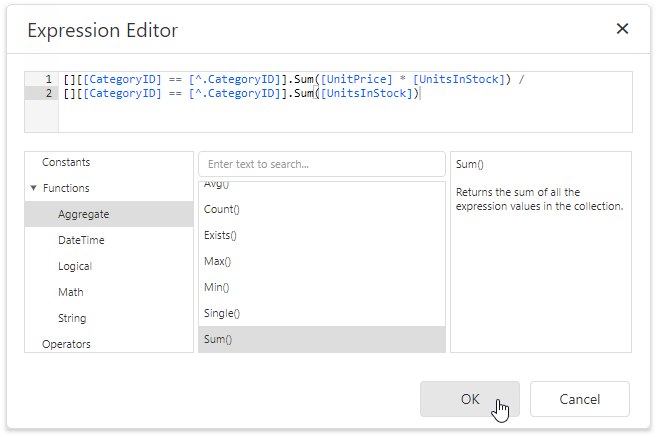 Expression Editor
1 [][[CategoryID] == [^.CategoryID]].Sum([UnitPrice] * [UnitsInStock]) /
2 [][[CategoryID] == [^.CategoryID]].Sum([UnitsInStock])
Constants
Functions
Aggregate
DateTime
Logical
Math
String
Operators
Enter text to search...
Avg()
Count()
Exists()
Max()
Min()
Single()
Sum()
Sum()
Returns the sum of all the
expression values in the collection.
OK
Cancel